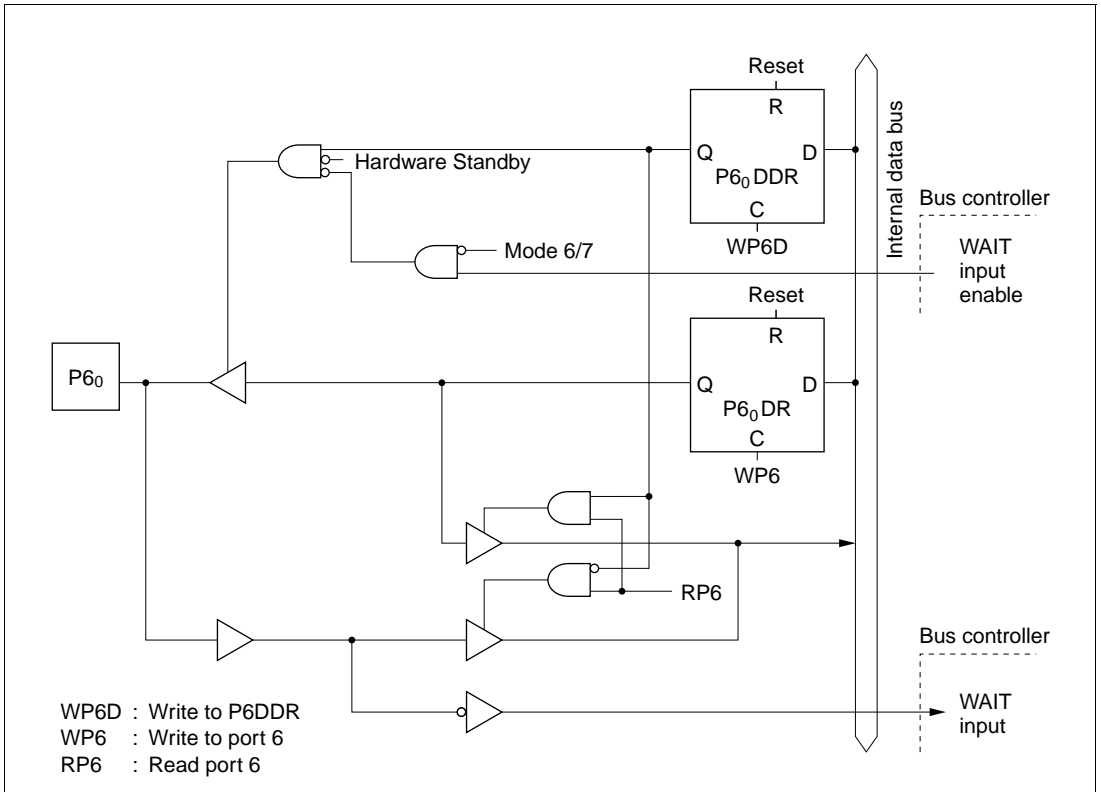 Reset
R
Hardware Standby
Q
D
P6₀DDR
C
Internal data bus
Bus controller
WP6D
Mode 6/7
WAIT
input
enable
Reset
R
P6₀
Q
D
P6₀DR
C
WP6
RP6
Bus controller
WAIT
input
WP6D : Write to P6DDR
WP6 : Write to port 6
RP6 : Read port 6